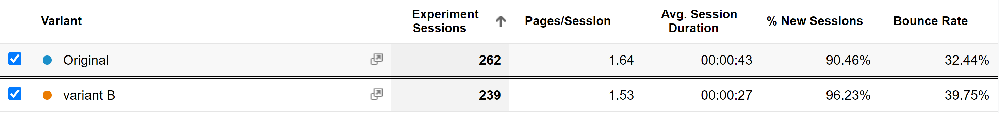 Variant Experiment Sessions Pages/Session Avg. Session Duration % New Sessions Bounce Rate
Original 262 1.64 00:00:43 90.46% 32.44%
variant B 239 1.53 00:00:27 96.23% 39.75%